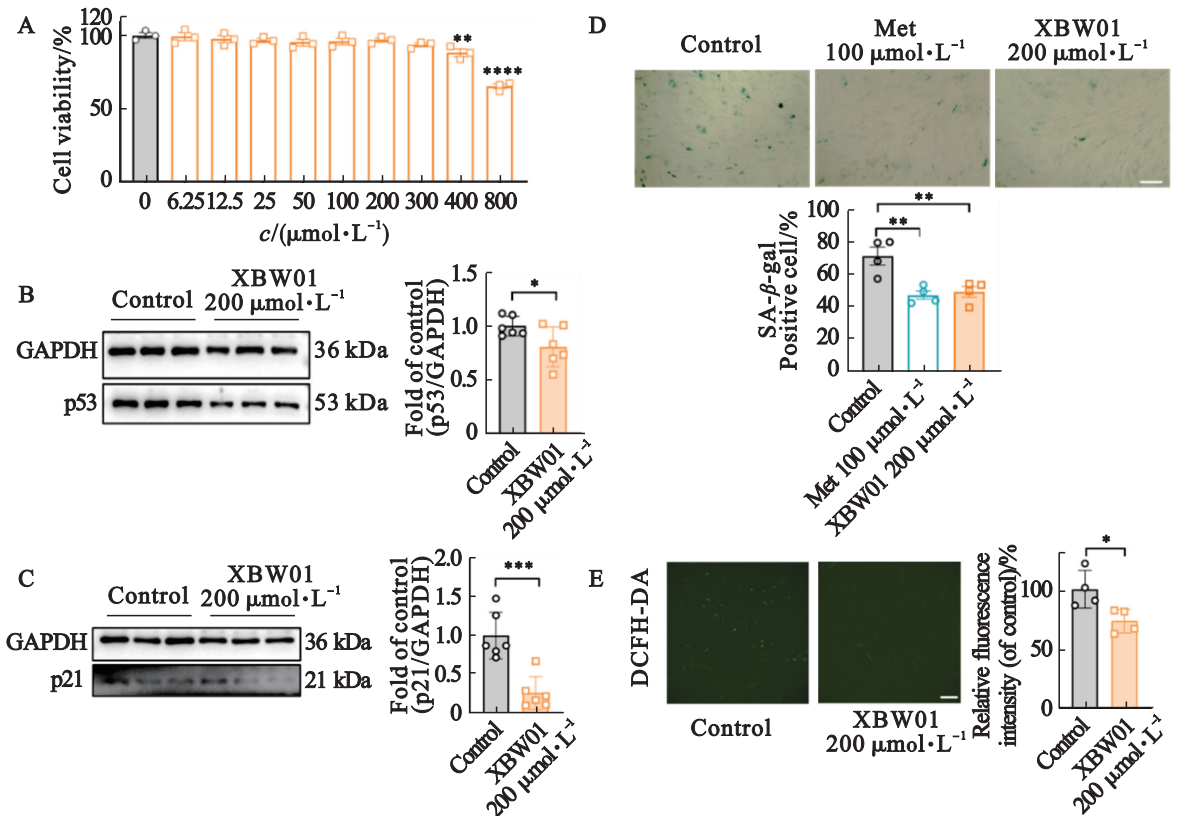 A
Cell viability/%
120
100
50
0
**
****
0 6.25 12.5 25 50 100 200 300 400 800
c/(μmol·L⁻¹)
B
Control
XBW01
200 μmol·L⁻¹
GAPDH
36 kDa
p53
53 kDa
Fold of control
(p53/GAPDH)
1.5
1.0
0.5
0
*
Control
XBW01
200 μmol·L⁻¹
C
Control
XBW01
200 μmol·L⁻¹
GAPDH
36 kDa
p21
21 kDa
Fold of control
(p21/GAPDH)
2.0
1.5
1.0
0.5
0
***
Control
XBW01
200 μmol·L⁻¹
D
Control
Met
100 μmol·L⁻¹
XBW01
200 μmol·L⁻¹
SA-β-gal
Positive cell/%
100
80
60
40
20
0
**
**
Control
Met 100 μmol·L⁻¹
XBW01 200 μmol·L⁻¹
E
DCFH-DA
Control
XBW01
200 μmol·L⁻¹
Relative fluorescence
intensity (of control)/%
100
50
0
*
Control
XBW01
200 μmol·L⁻¹